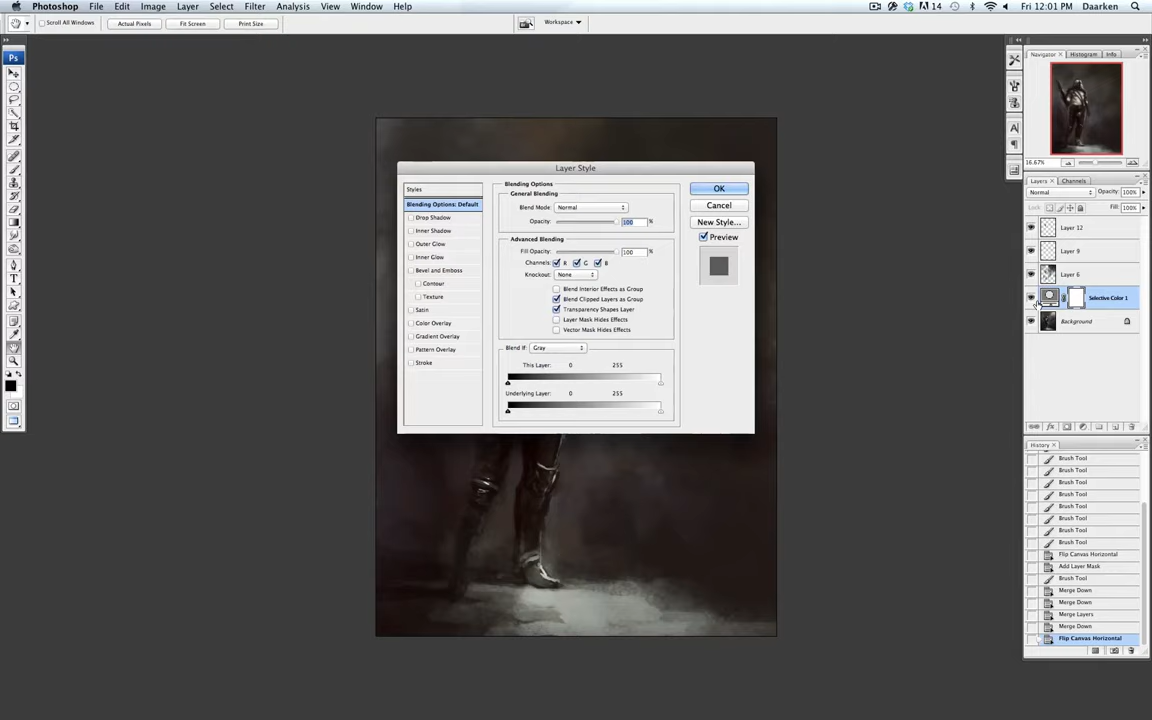 Photoshop File Edit Image Layer Select Filter Analysis View Window Help 14 Fri 12:01 PM Daarken
Scroll All Windows Actual Pixels Fit Screen Print Size Workspace
Ps
Layer Style
Styles
Blending Options: Default
Drop Shadow
Inner Shadow
Outer Glow
Inner Glow
Bevel and Emboss
Contour
Texture
Satin
Color Overlay
Gradient Overlay
Pattern Overlay
Stroke
Blending Options
General Blending
Blend Mode: Normal
Opacity: 100 %
Advanced Blending
Fill Opacity: 100 %
Channels: R G B
Knockout: None
Blend Interior Effects as Group
Blend Clipped Layers as Group
Transparency Shapes Layer
Layer Mask Hides Effects
Vector Mask Hides Effects
Blend If: Gray
This Layer: 0 255
Underlying Layer: 0 255
OK
Cancel
New Style...
Preview
Navigator Histogram Info
16.67%
Layers Channels
Normal Opacity: 100%
Lock: Fill: 100%
Layer 12
Layer 9
Layer 6
Selective Color 1
Background
History
Brush Tool
Brush Tool
Brush Tool
Brush Tool
Brush Tool
Brush Tool
Brush Tool
Brush Tool
Flip Canvas Horizontal
Add Layer Mask
Brush Tool
Merge Down
Merge Down
Merge Layers
Merge Down
Flip Canvas Horizontal